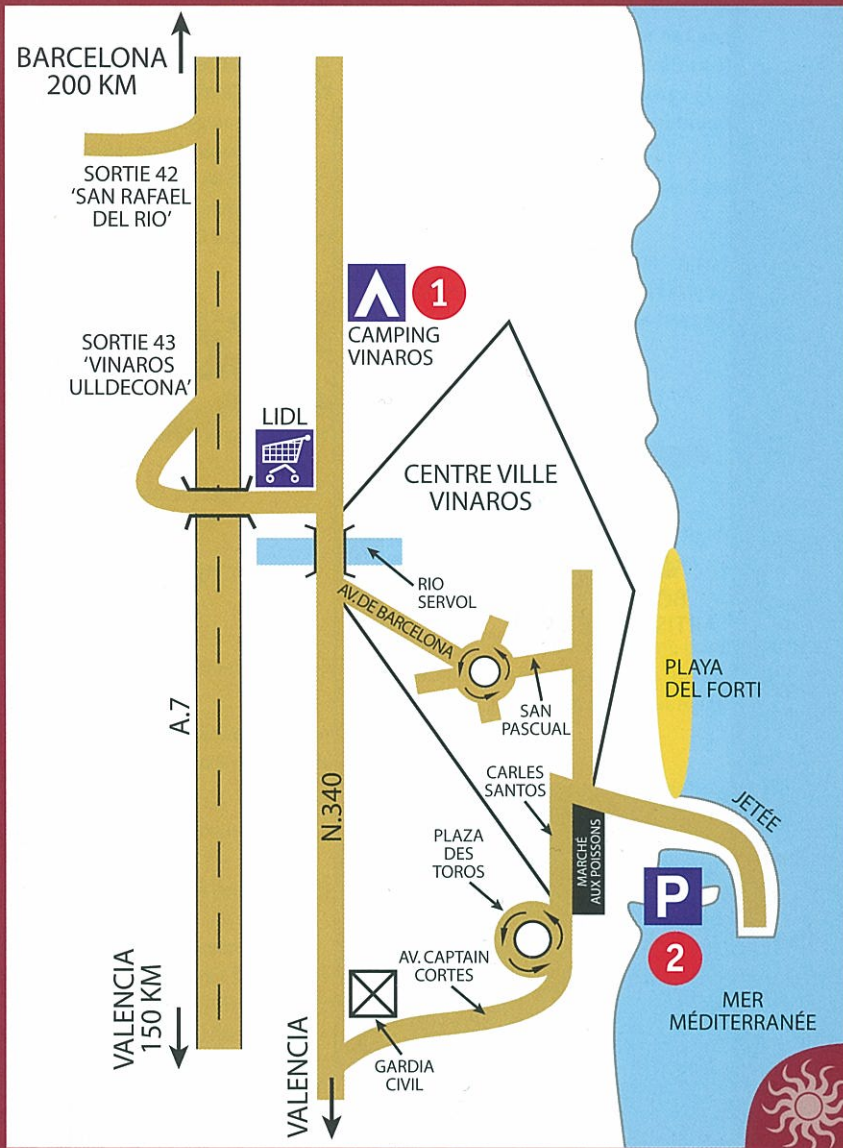 BARCELONA
200 KM
SORTIE 42
'SAN RAFAEL
DEL RIO'
1
CAMPING
VINAROS
SORTIE 43
'VINAROS
ULLDECONA'
LIDL
CENTRE VILLE
VINAROS
RIO
SERVOL
AV. DE BARCELONA
SAN
PASCUAL
PLAYA
DEL FORTI
A.7
N.340
CARLES
SANTOS
JETÉE
PLAZA
DES
TOROS
MARCHÉ
AUX POISSONS
P
2
AV. CAPTAIN
CORTES
MER
MÉDITERRANÉE
GARDIA
CIVIL
VALENCIA
150 KM
VALENCIA